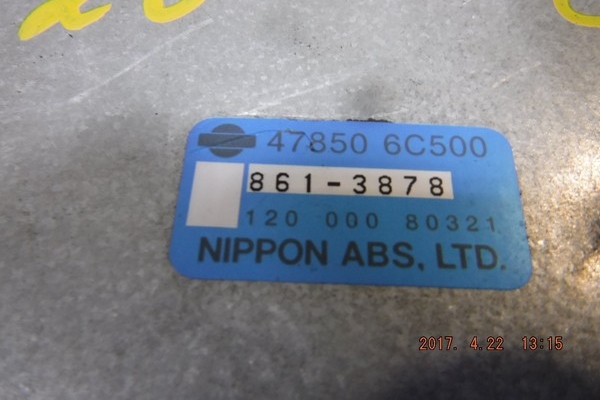 47850 6C500
861-3878
120 000 80321
NIPPON ABS, LTD.
2017. 4.22 13:15